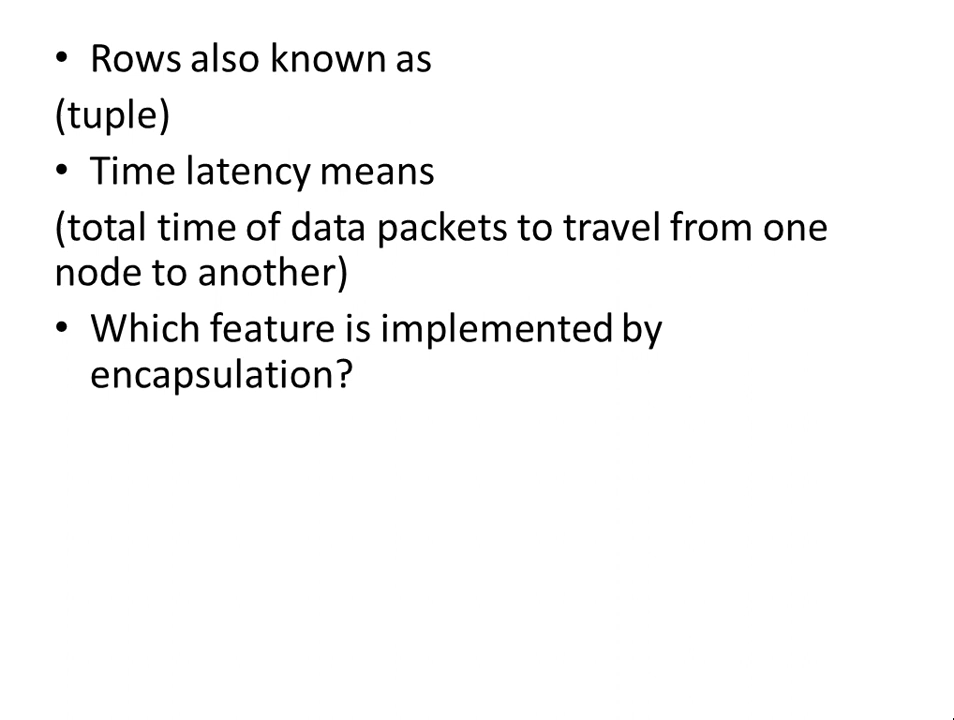 • Rows also known as
(tuple)
• Time latency means
(total time of data packets to travel from one
node to another)
• Which feature is implemented by
encapsulation?